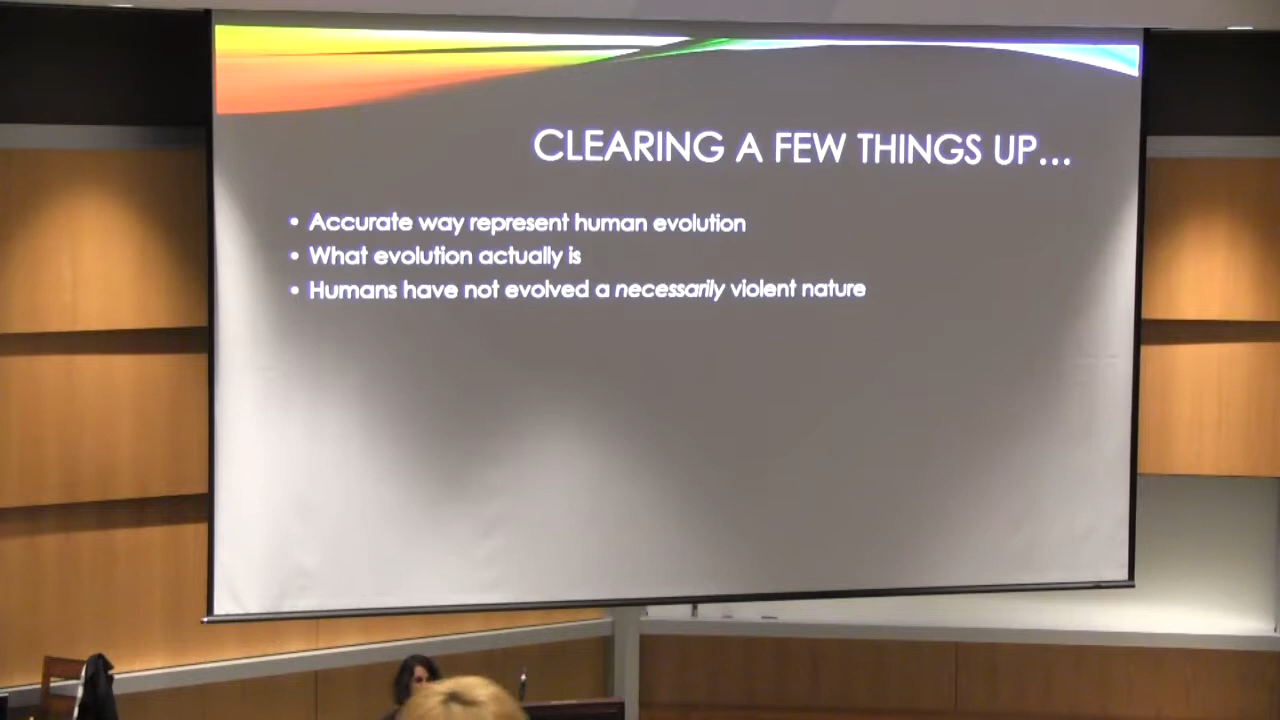 CLEARING A FEW THINGS UP...
• Accurate way represent human evolution
• What evolution actually is
• Humans have not evolved a necessarily violent nature